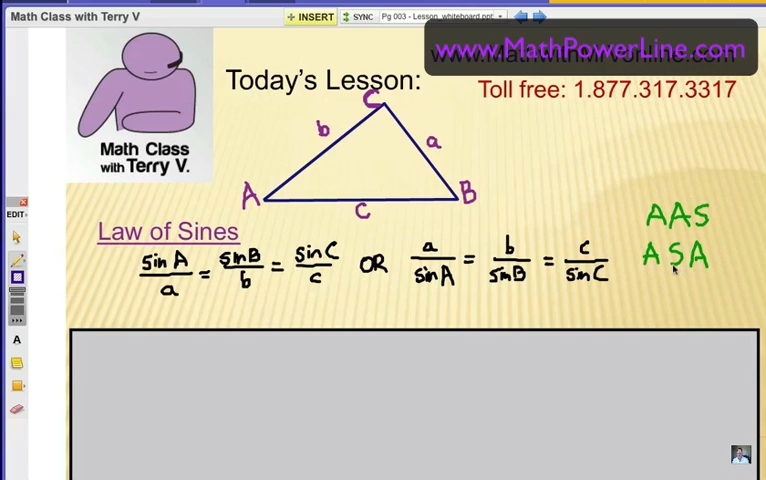 Math Class with Terry V
INSERT
SYNC
Pg 003 - Lesson_whiteboard.ppt
www.MathPowerLine.com
Today's Lesson:
Toll free: 1.877.317.3317
C
b
a
Math Class
with Terry V.
A
B
c
EDIT
AAS
Law of Sines
sin A / a = sin B / b = sin C / c OR a / sin A = b / sin B = c / sin C
ASA
A